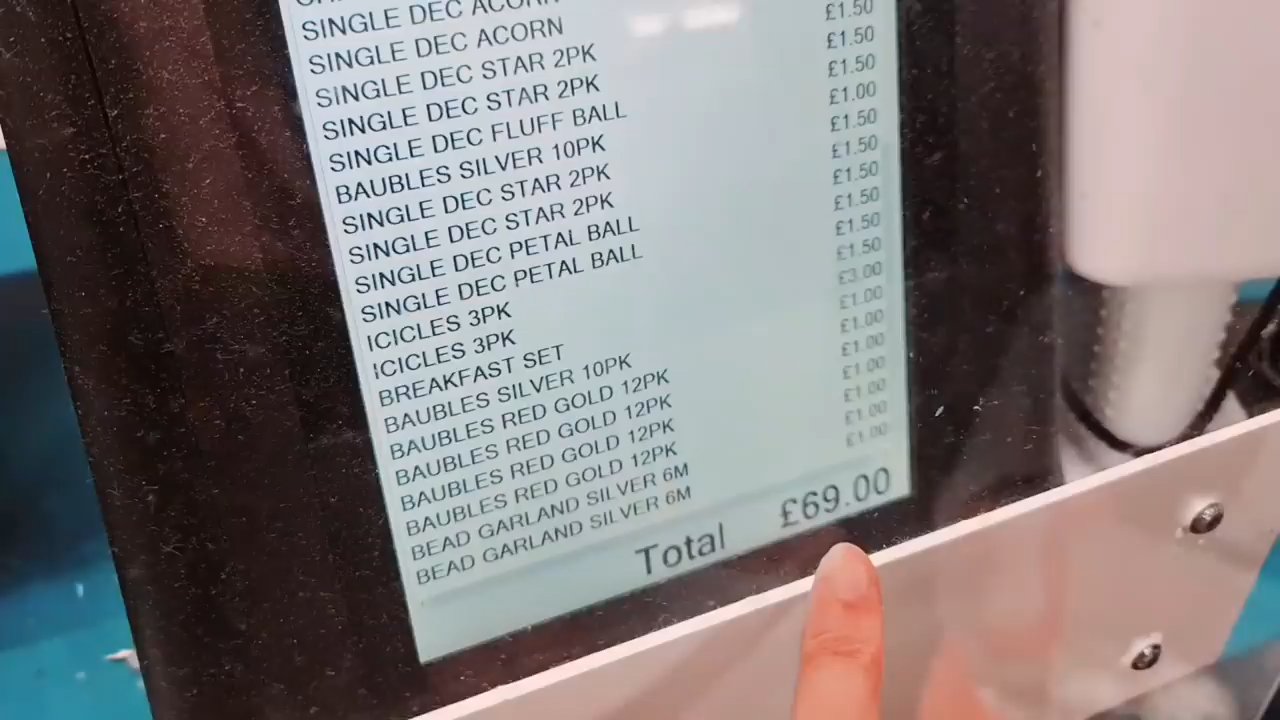 SINGLE DEC ACORN
SINGLE DEC ACORN
SINGLE DEC STAR 2PK £1.50
SINGLE DEC STAR 2PK £1.50
SINGLE DEC FLUFF BALL £1.50
BAUBLES SILVER 10PK £1.00
SINGLE DEC STAR 2PK £1.50
SINGLE DEC STAR 2PK £1.50
SINGLE DEC PETAL BALL £1.50
SINGLE DEC PETAL BALL £1.50
ICICLES 3PK £1.50
ICICLES 3PK £1.50
BREAKFAST SET £3.00
BAUBLES SILVER 10PK £1.00
BAUBLES RED GOLD 12PK £1.00
BAUBLES RED GOLD 12PK £1.00
BAUBLES RED GOLD 12PK £1.00
BAUBLES RED GOLD 12PK £1.00
BEAD GARLAND SILVER 6M £1.00
BEAD GARLAND SILVER 6M £1.00
Total £69.00